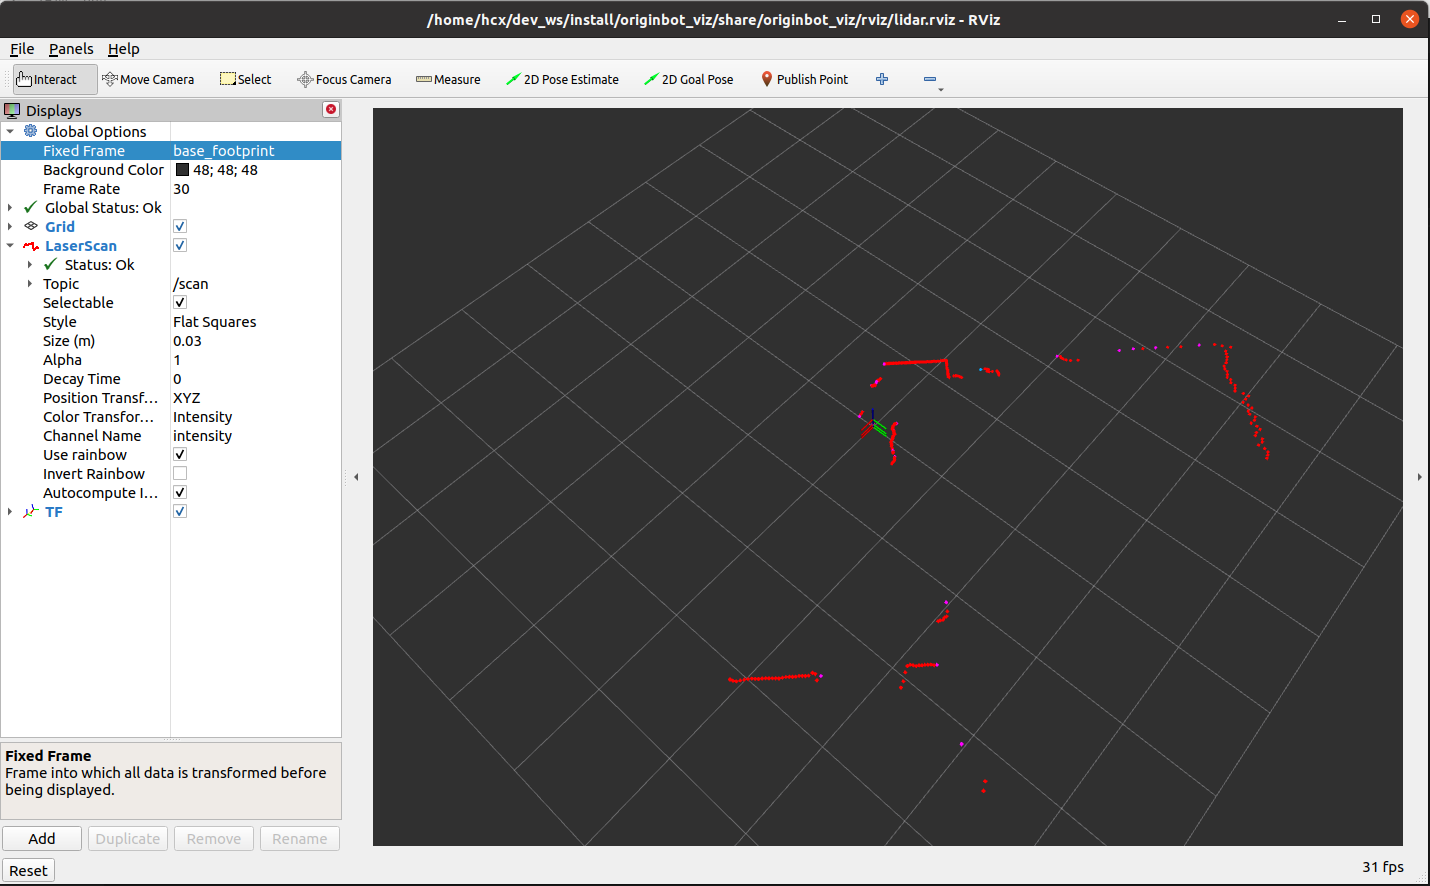 /home/hcx/dev_ws/install/originbot_viz/share/originbot_viz/rviz/lidar.rviz - RViz
File Panels Help
Interact Move Camera Select Focus Camera Measure 2D Pose Estimate 2D Goal Pose Publish Point
Displays
Global Options
Fixed Frame base_footprint
Background Color 48; 48; 48
Frame Rate 30
Global Status: Ok
Grid
LaserScan
Status: Ok
Topic /scan
Selectable
Style Flat Squares
Size (m) 0.03
Alpha 1
Decay Time 0
Position Transf... XYZ
Color Transfor... Intensity
Channel Name intensity
Use rainbow
Invert Rainbow
Autocompute I...
TF
Fixed Frame
Frame into which all data is transformed before
being displayed.
Add Duplicate Remove Rename
Reset
31 fps